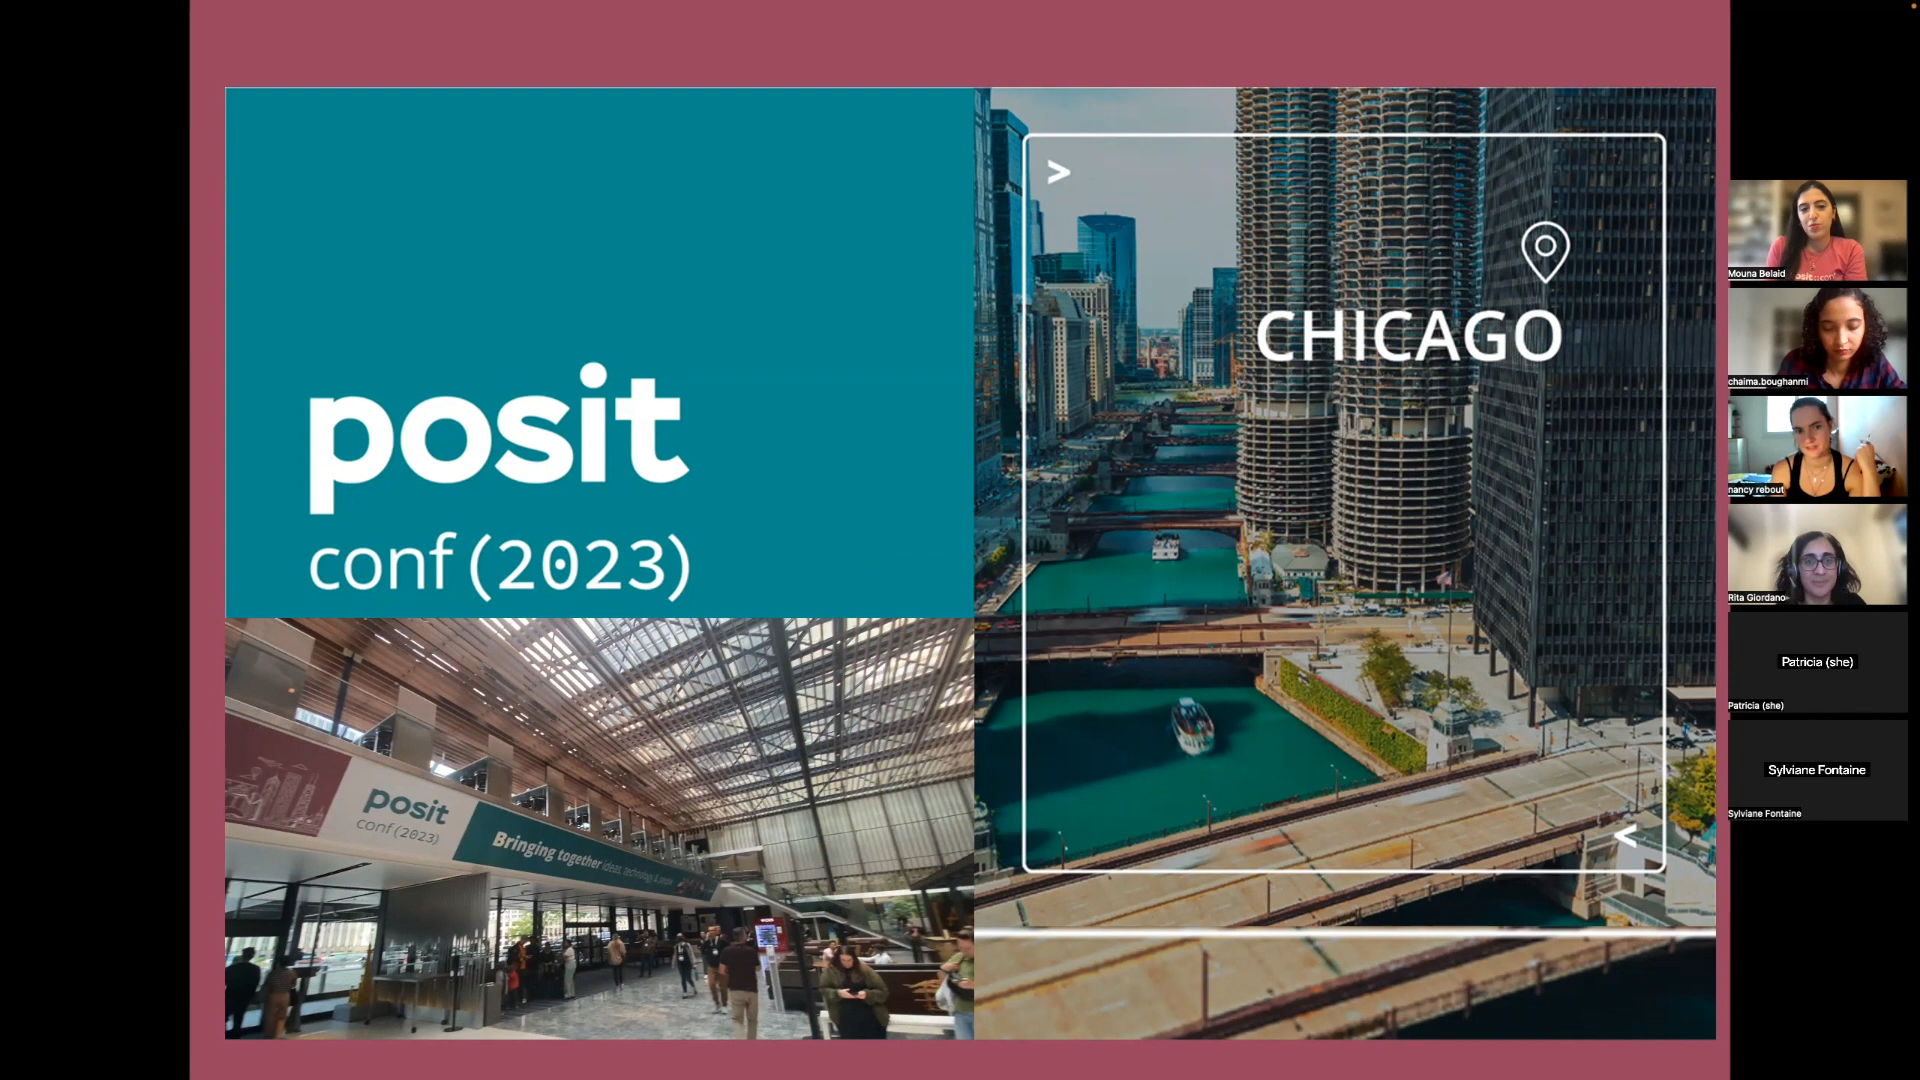 posit
conf(2023)
>
CHICAGO
<
posit
conf(2023)
Bringing together ideas, technology & people
Mouna Belaid
chaima.boughanmi
nancy rebout
Rita Giordano
Patricia (she)
Patricia (she)
Sylviane Fontaine
Sylviane Fontaine